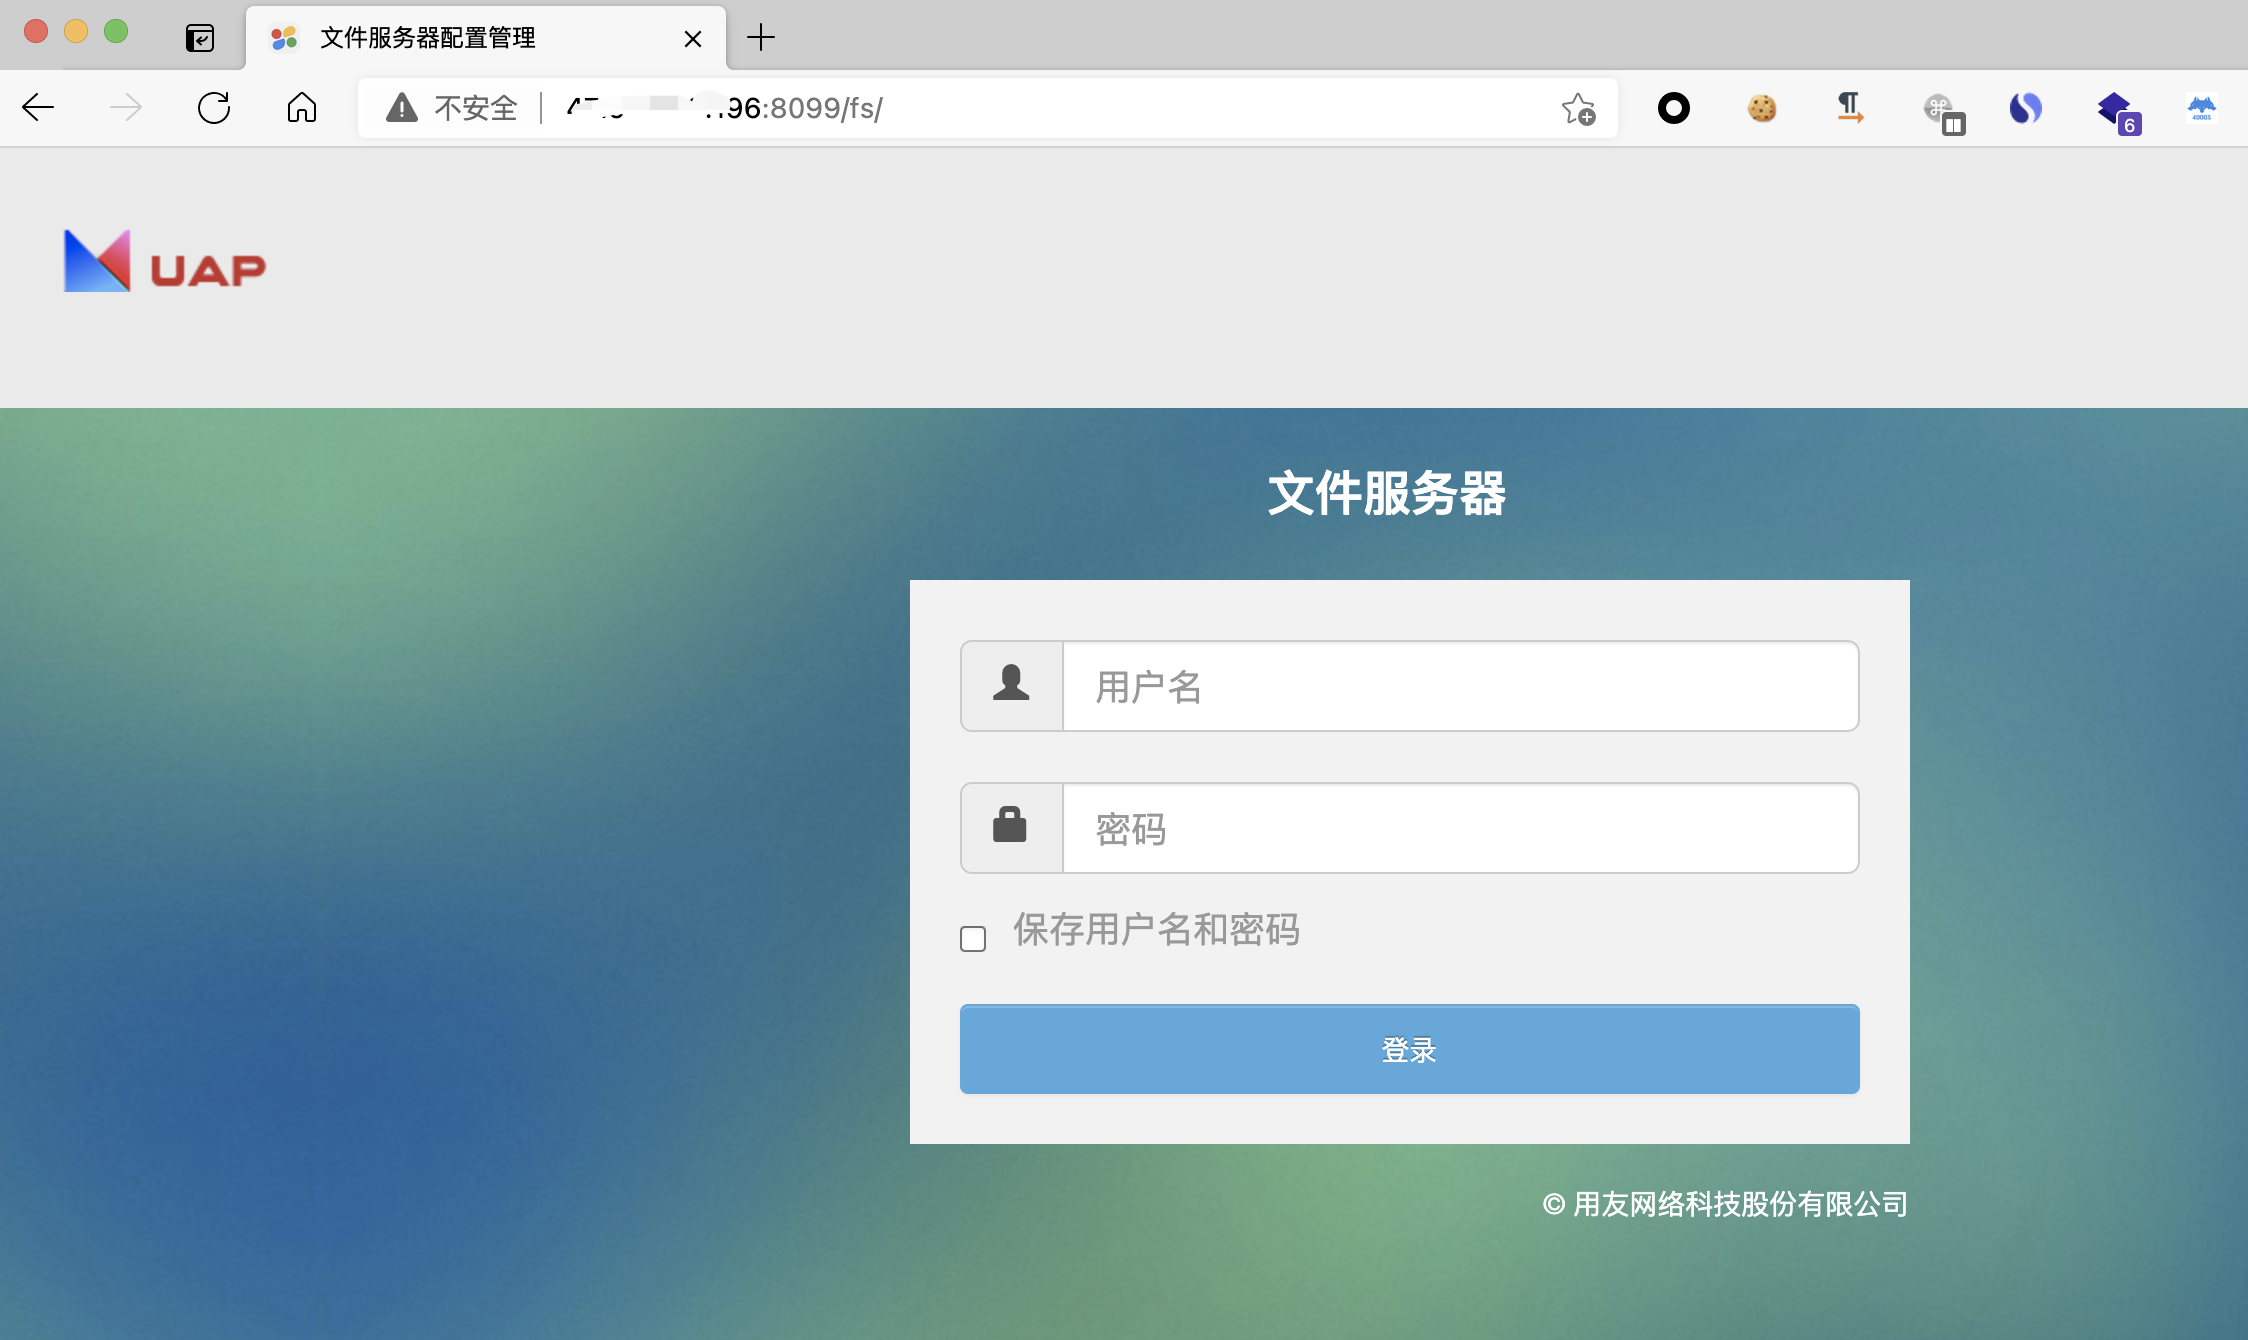 文件服务器配置管理
不安全
96:8099/fs/
6
4DOGS
UAP
文件服务器
用户名
密码
保存用户名和密码
登录
© 用友网络科技股份有限公司